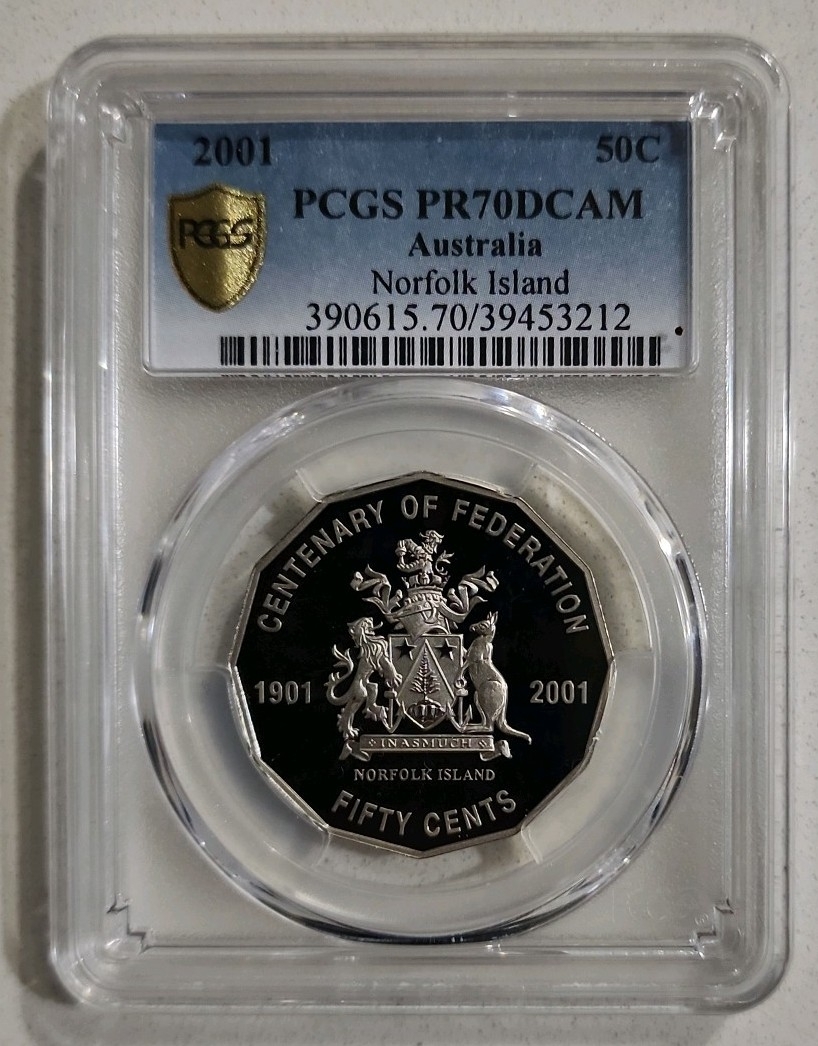 2001 50C
PCGS PR70DCAM
PCGS
Australia
Norfolk Island
390615.70/39453212
CENTENARY OF FEDERATION
1901 2001
INASMUCH
NORFOLK ISLAND
FIFTY CENTS